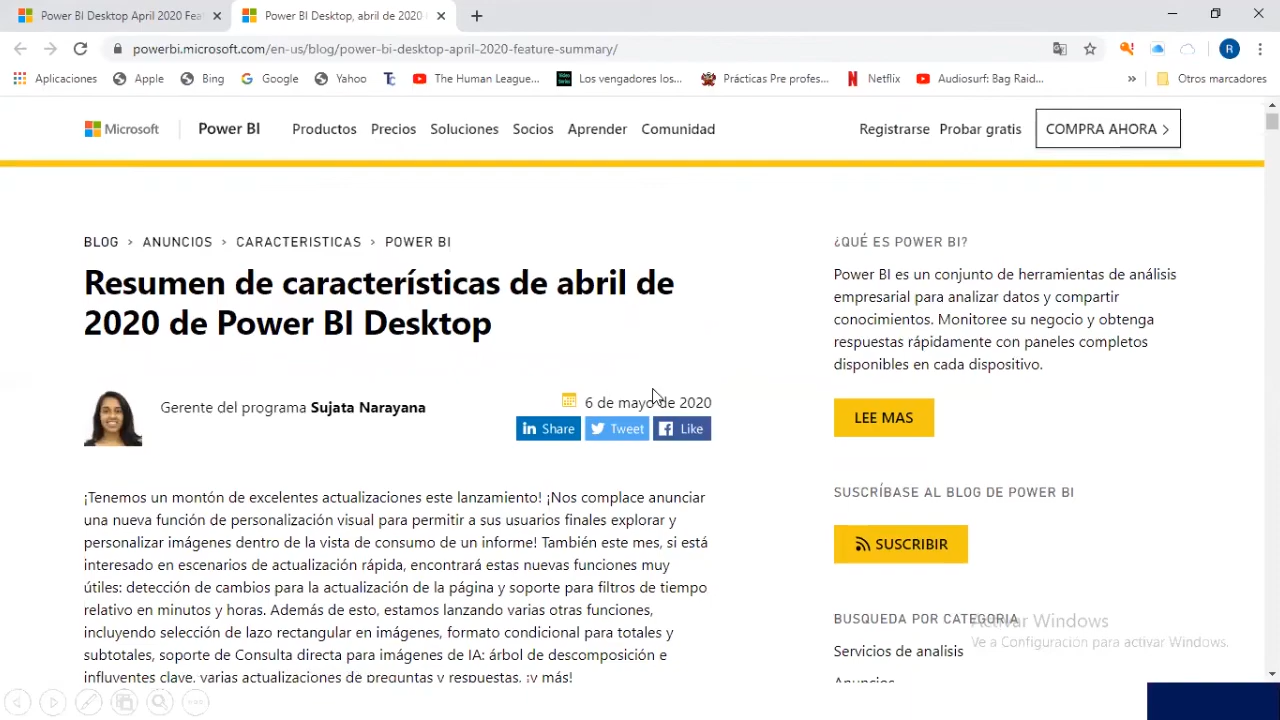 Power BI Desktop April 2020 Feat
Power BI Desktop, abril de 2020
powerbi.microsoft.com/en-us/blog/power-bi-desktop-april-2020-feature-summary/
R
Aplicaciones
Apple
Bing
Google
Yahoo
Tc
The Human League...
Los vengadores los...
Prácticas Pre profes...
Netflix
Audiosurf: Bag Raid...
»
Otros marcadores
Microsoft
Power BI
Productos
Precios
Soluciones
Socios
Aprender
Comunidad
Registrarse
Probar gratis
COMPRA AHORA >
BLOG > ANUNCIOS > CARACTERISTICAS > POWER BI
Resumen de características de abril de
2020 de Power BI Desktop
Gerente del programa Sujata Narayana
6 de mayo de 2020
in Share
Tweet
Like
¡Tenemos un montón de excelentes actualizaciones este lanzamiento! ¡Nos complace anunciar
una nueva función de personalización visual para permitir a sus usuarios finales explorar y
personalizar imágenes dentro de la vista de consumo de un informe! También este mes, si está
interesado en escenarios de actualización rápida, encontrará estas nuevas funciones muy
útiles: detección de cambios para la actualización de la página y soporte para filtros de tiempo
relativo en minutos y horas. Además de esto, estamos lanzando varias otras funciones,
incluyendo selección de lazo rectangular en imágenes, formato condicional para totales y
subtotales, soporte de Consulta directa para imágenes de IA: árbol de descomposición e
influyentes clave, varias actualizaciones de preguntas y respuestas, ¡y más!
¿QUÉ ES POWER BI?
Power BI es un conjunto de herramientas de análisis
empresarial para analizar datos y compartir
conocimientos. Monitoree su negocio y obtenga
respuestas rápidamente con paneles completos
disponibles en cada dispositivo.
LEE MAS
SUSCRÍBASE AL BLOG DE POWER BI
SUSCRIBIR
BUSQUEDA POR CATEGORIA
Servicios de analisis
Anuncios
Activar Windows
Ve a Configuración para activar Windows.